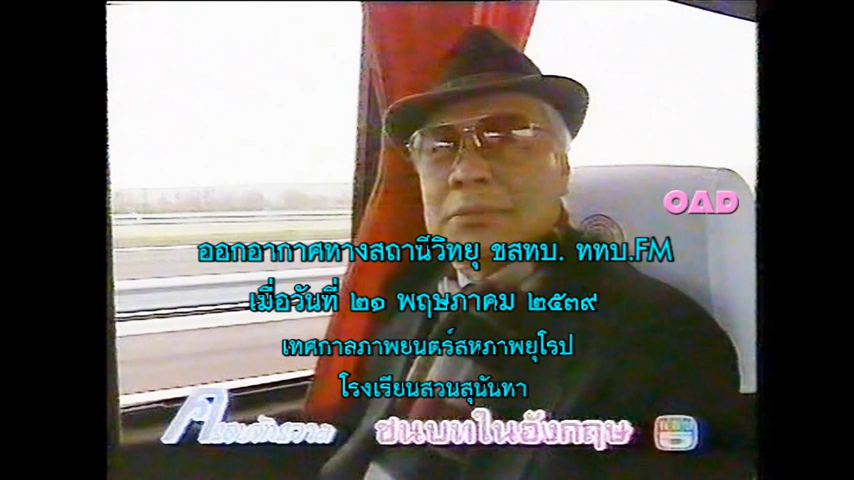 OAD
ออกอากาศทางสถานีวิทยุ ชสทบ. ททบ.FM
เมื่อวันที่ ๒๑ พฤษภาคม ๒๕๓๙
เทศกาลภาพยนตร์สหภาพยุโรป
โรงเรียนสวนสุนันทา
ชนบทในอังกฤษ